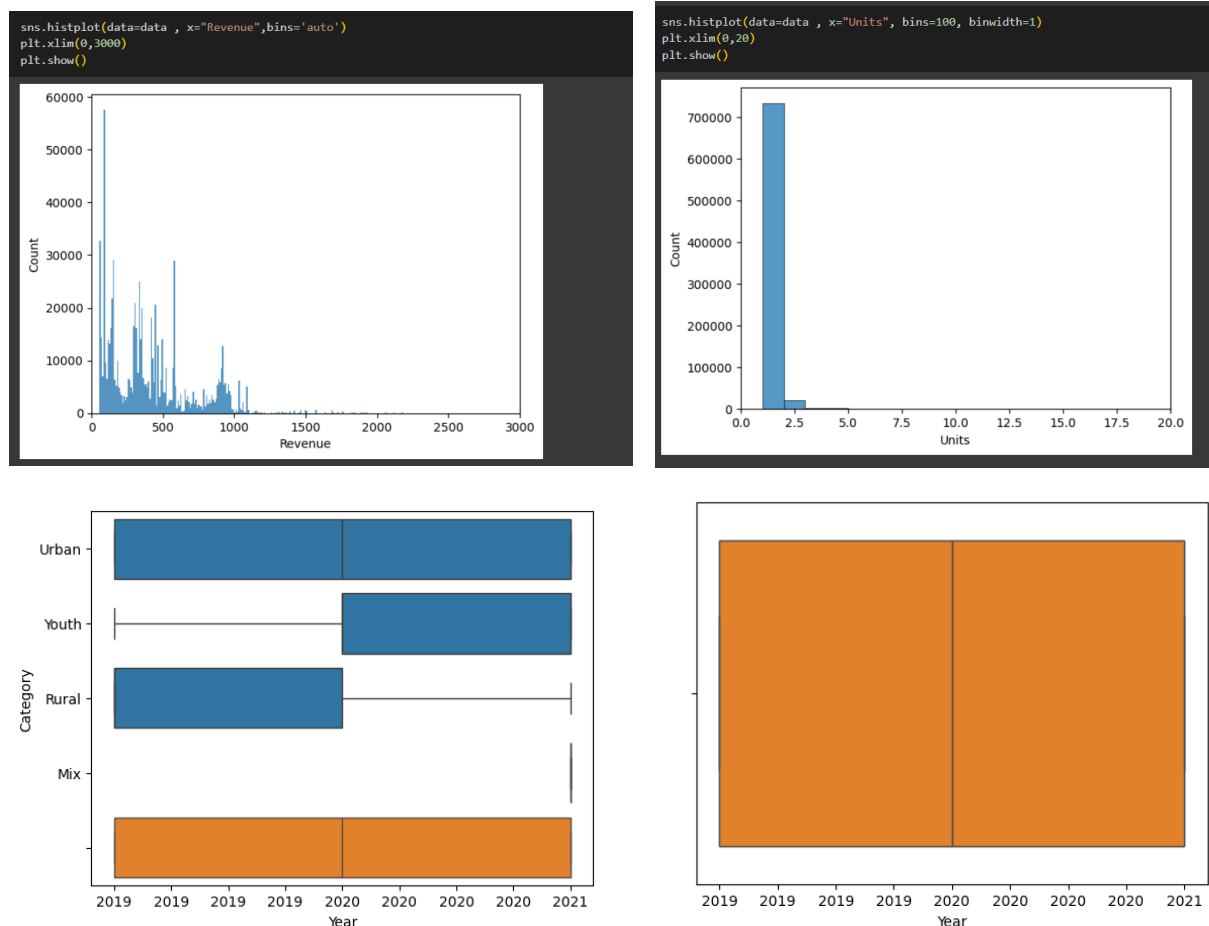 sns.histplot(data=data , x="Revenue",bins='auto')
plt.xlim(0,3000)
plt.show()
60000
50000
40000
30000
20000
10000
0
Count
0 500 1000 1500 2000 2500 3000
Revenue
sns.histplot(data=data , x="Units", bins=100, binwidth=1)
plt.xlim(0,20)
plt.show()
700000
600000
500000
400000
300000
200000
100000
0
Count
0.0 2.5 5.0 7.5 10.0 12.5 15.0 17.5 20.0
Units
Urban
Youth
Rural
Mix
Category
2019 2019 2019 2019 2020 2020 2020 2020 2021
Year
2019 2019 2019 2019 2020 2020 2020 2020 2021
Year